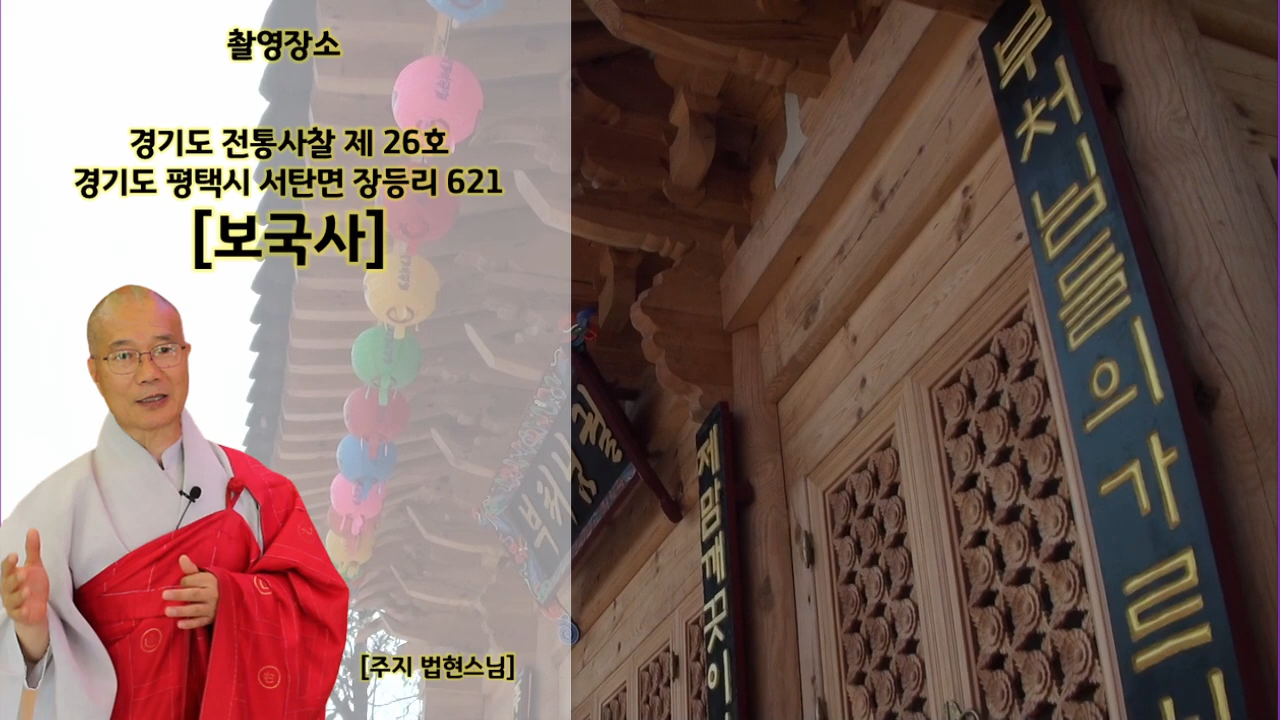 촬영장소
경기도 전통사찰 제 26호
경기도 평택시 서탄면 장등리 621
[보국사]
[주지 법현스님]
부처님들의가르